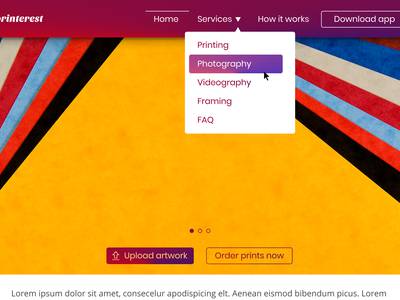 printerest
Home Services ▼ How it works Download app
Printing
Photography
Videography
Framing
FAQ
Upload artwork Order prints now
Lorem ipsum dolor sit amet, consecelur apodispicing elt. Aenean eismod bibendum picus. Lorem